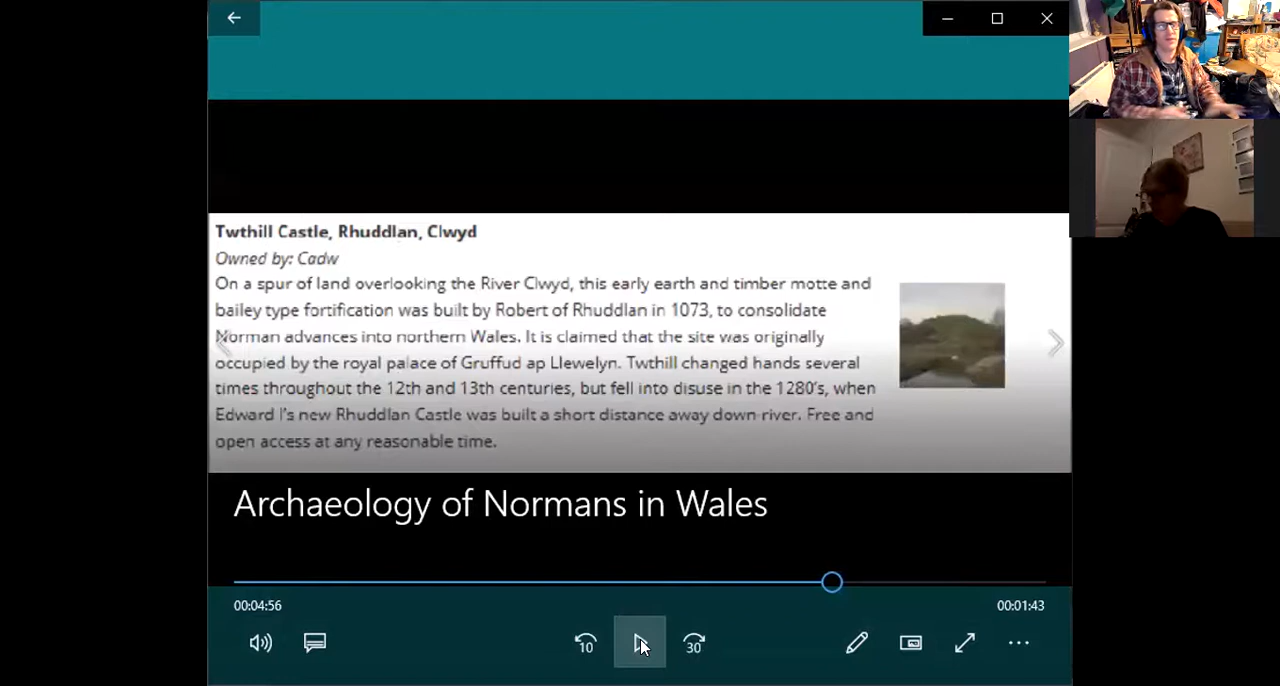 Twthill Castle, Rhuddlan, Clwyd
Owned by: Cadw
On a spur of land overlooking the River Clwyd, this early earth and timber motte and
bailey type fortification was built by Robert of Rhuddlan in 1073, to consolidate
Norman advances into northern Wales. It is claimed that the site was originally
occupied by the royal palace of Gruffud ap Llewelyn. Twthill changed hands several
times throughout the 12th and 13th centuries, but fell into disuse in the 1280's, when
Edward I's new Rhuddlan Castle was built a short distance away down-river. Free and
open access at any reasonable time.
Archaeology of Normans in Wales
00:04:56
00:01:43
10
30